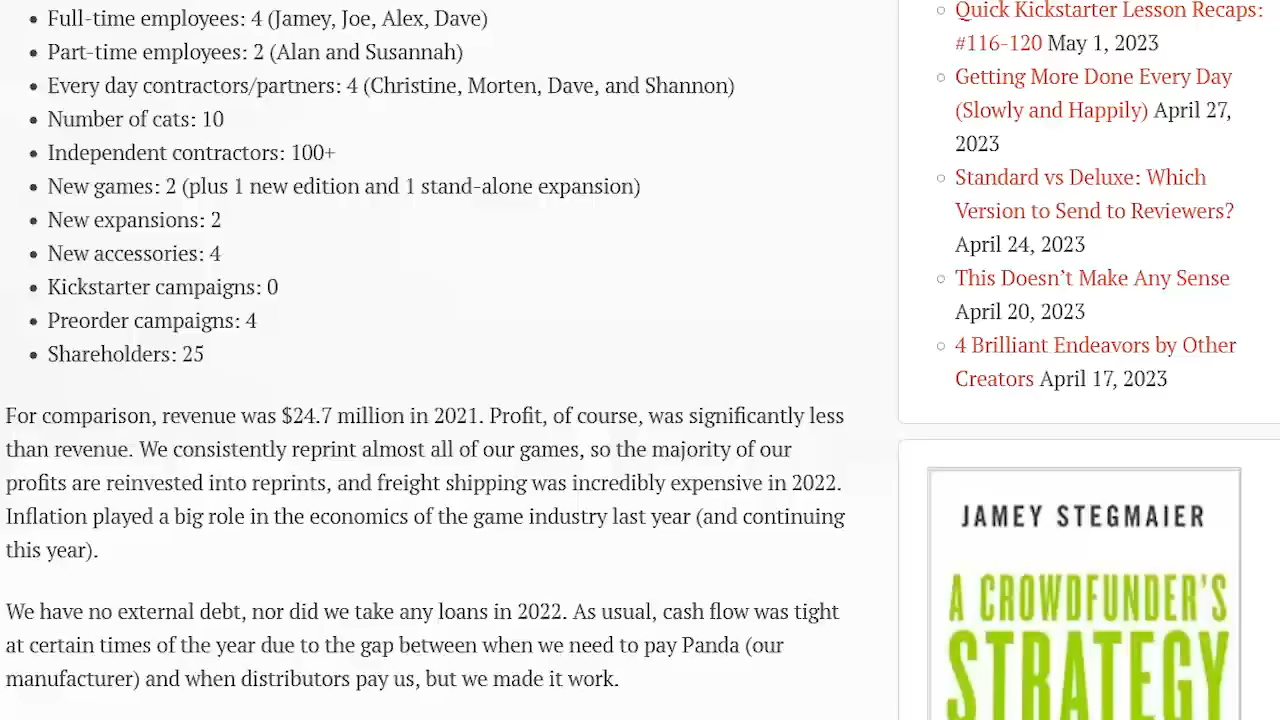 Full-time employees: 4 (Jamey, Joe, Alex, Dave)
Part-time employees: 2 (Alan and Susannah)
Every day contractors/partners: 4 (Christine, Morten, Dave, and Shannon)
Number of cats: 10
Independent contractors: 100+
New games: 2 (plus 1 new edition and 1 stand-alone expansion)
New expansions: 2
New accessories: 4
Kickstarter campaigns: 0
Preorder campaigns: 4
Shareholders: 25
For comparison, revenue was $24.7 million in 2021. Profit, of course, was significantly less
than revenue. We consistently reprint almost all of our games, so the majority of our
profits are reinvested into reprints, and freight shipping was incredibly expensive in 2022.
Inflation played a big role in the economics of the game industry last year (and continuing
this year).
We have no external debt, nor did we take any loans in 2022. As usual, cash flow was tight
at certain times of the year due to the gap between when we need to pay Panda (our
manufacturer) and when distributors pay us, but we made it work.
Quick Kickstarter Lesson Recaps:
#116-120 May 1, 2023
Getting More Done Every Day
(Slowly and Happily) April 27,
2023
Standard vs Deluxe: Which
Version to Send to Reviewers?
April 24, 2023
This Doesn't Make Any Sense
April 20, 2023
4 Brilliant Endeavors by Other
Creators April 17, 2023
JAMEY STEGMAIER
A CROWDFUNDER'S
STRATEGY